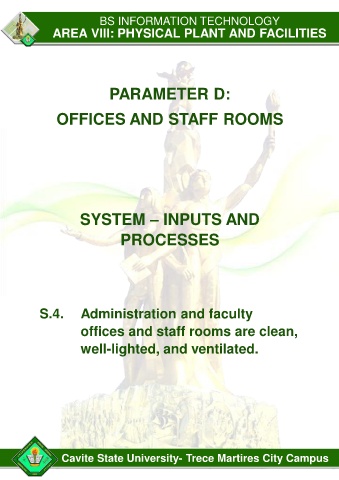 BS INFORMATION TECHNOLOGY
AREA VIII: PHYSICAL PLANT AND FACILITIES
PARAMETER D:
OFFICES AND STAFF ROOMS
SYSTEM – INPUTS AND
PROCESSES
S.4. Administration and faculty
offices and staff rooms are clean,
well-lighted, and ventilated.
Cavite State University- Trece Martires City Campus